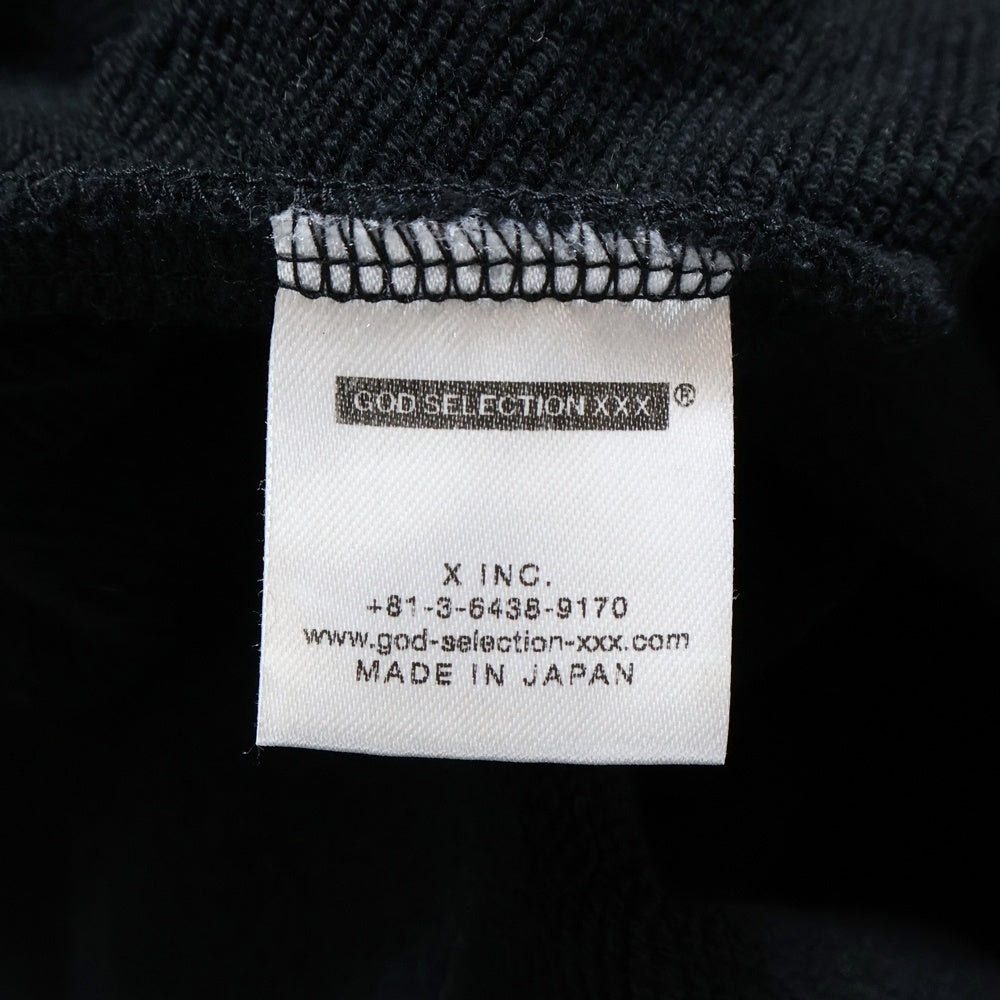 GOD SELECTION XXX ®
X INC.
+81-3-6438-9170
www.god-selection-xxx.com
MADE IN JAPAN